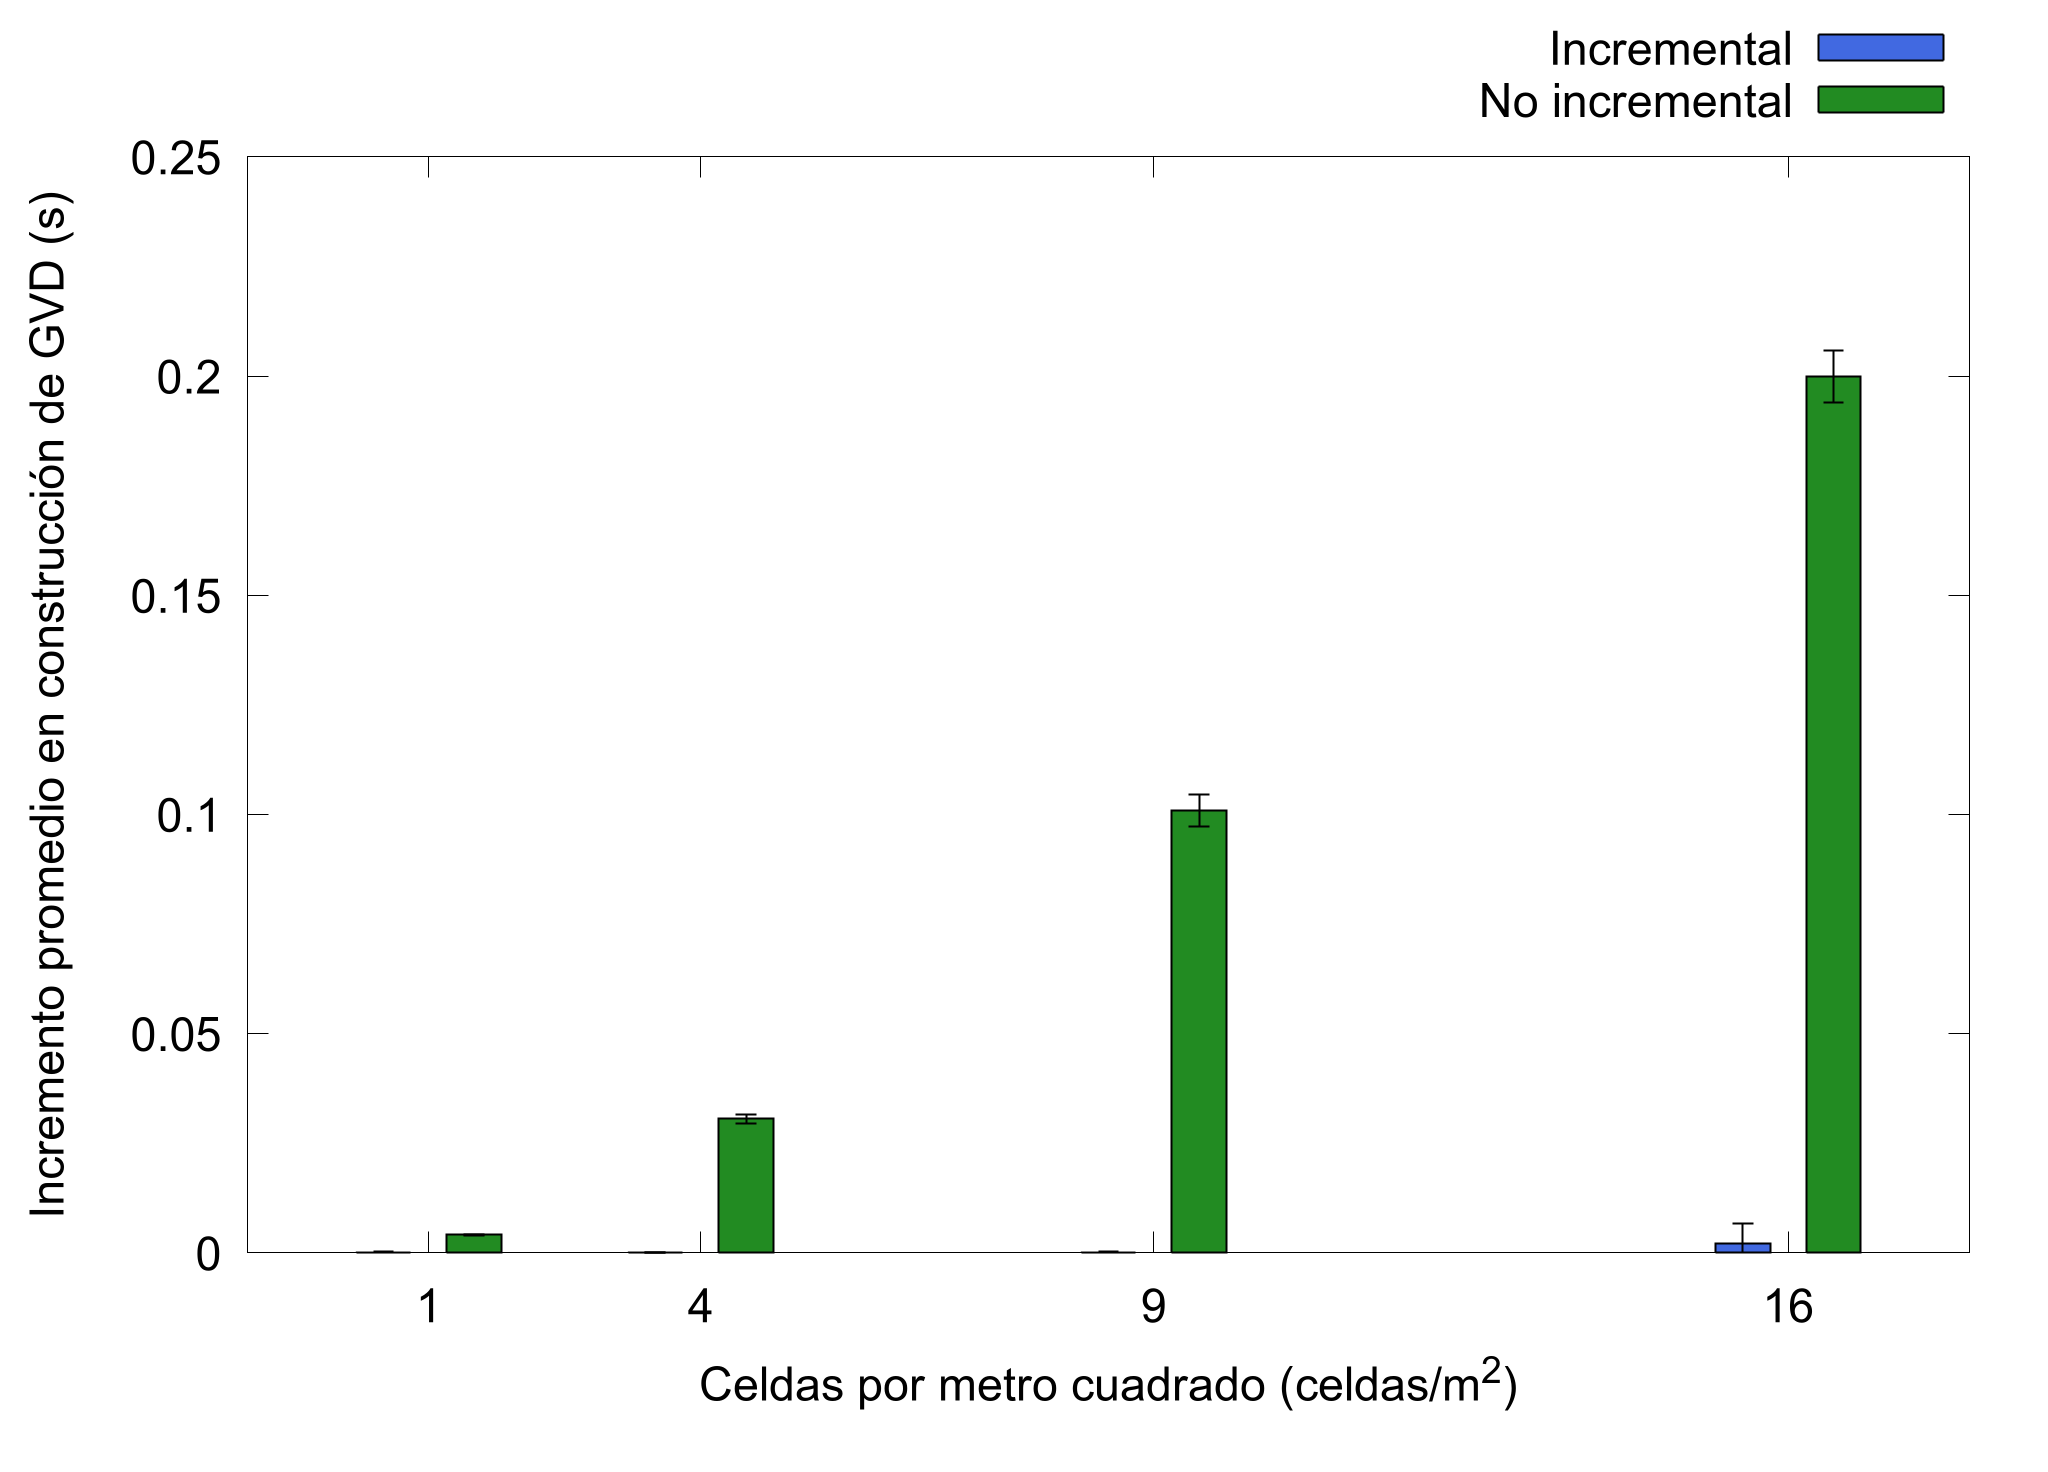 Incremental
No incremental
Incremento promedio en construcción de GVD (s)
0.25
0.2
0.15
0.1
0.05
0
1 4 9 16
Celdas por metro cuadrado (celdas/m²)